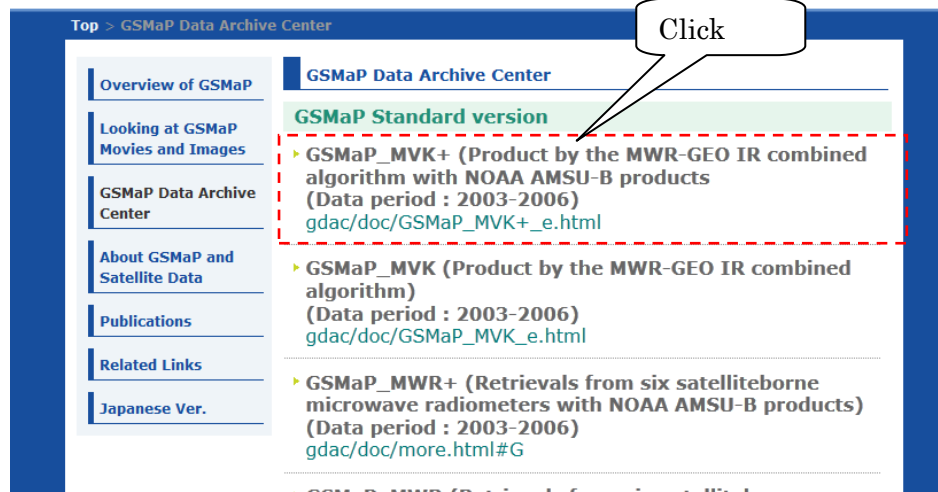 Top > GSMaP Data Archive Center
Click
Overview of GSMaP
Looking at GSMaP
Movies and Images
GSMaP Data Archive
Center
About GSMaP and
Satellite Data
Publications
Related Links
Japanese Ver.
GSMaP Data Archive Center
GSMaP Standard version
GSMaP_MVK+ (Product by the MWR-GEO IR combined
algorithm with NOAA AMSU-B products
(Data period : 2003-2006)
gdac/doc/GSMaP_MVK+_e.html
GSMaP_MVK (Product by the MWR-GEO IR combined
algorithm)
(Data period : 2003-2006)
gdac/doc/GSMaP_MVK_e.html
GSMaP_MWR+ (Retrievals from six satelliteborne
microwave radiometers with NOAA AMSU-B products)
(Data period : 2003-2006)
gdac/doc/more.html#G